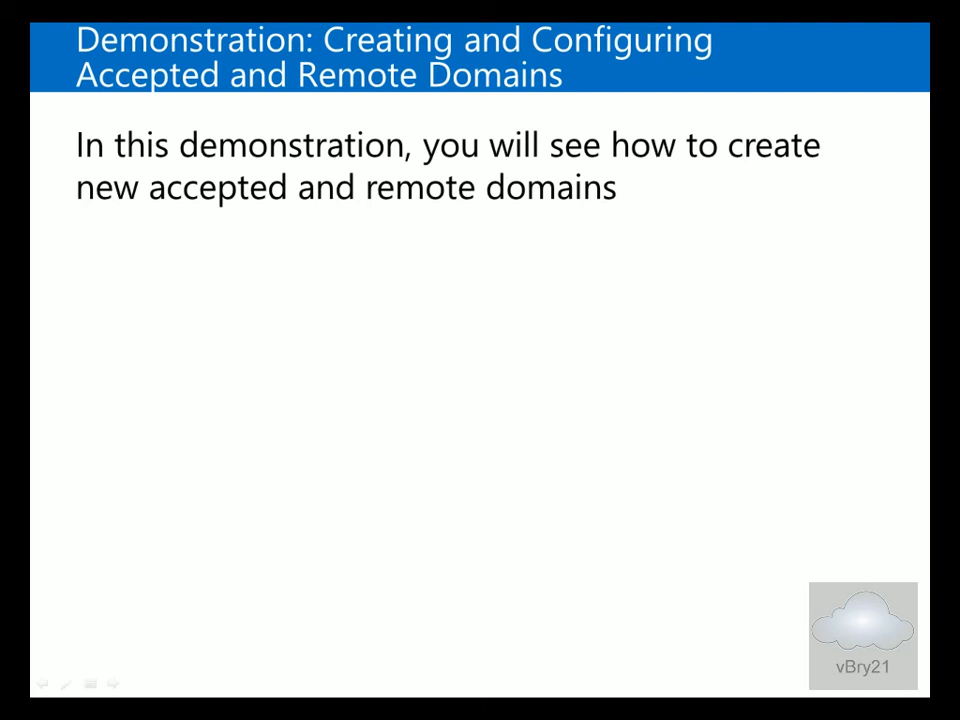 Demonstration: Creating and Configuring
Accepted and Remote Domains
In this demonstration, you will see how to create
new accepted and remote domains
vBry21